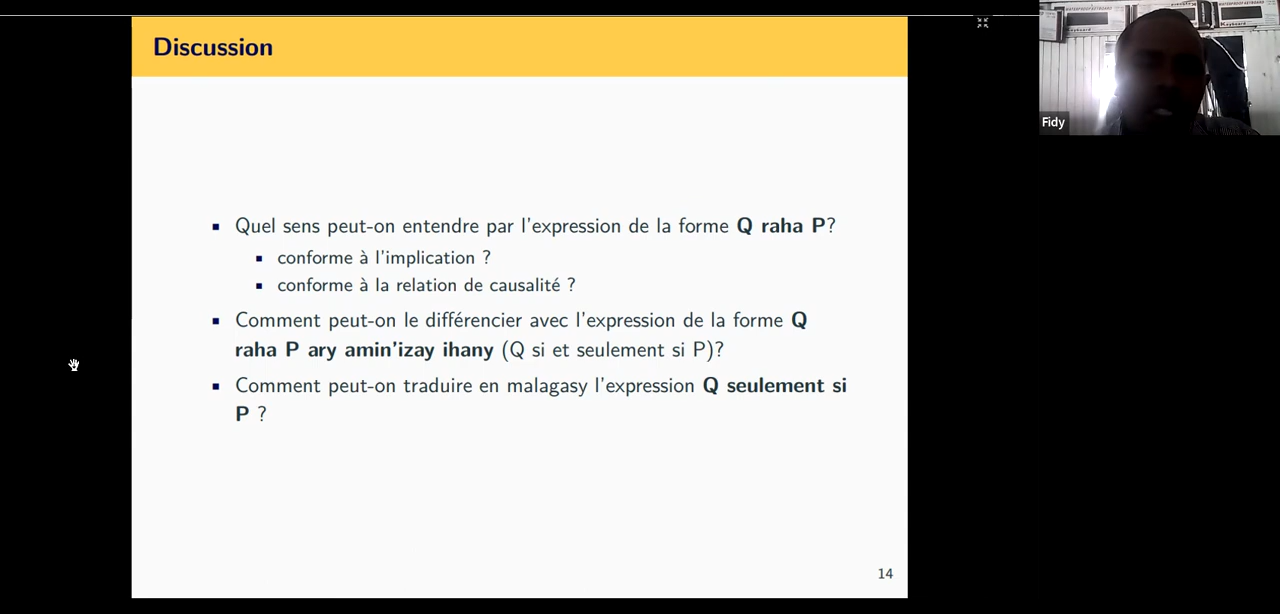 Discussion
Quel sens peut-on entendre par l'expression de la forme Q raha P?
conforme à l'implication ?
conforme à la relation de causalité ?
Comment peut-on le différencier avec l'expression de la forme Q
raha P ary amin'izay ihany (Q si et seulement si P)?
Comment peut-on traduire en malagasy l'expression Q seulement si
P ?
14
Fidy